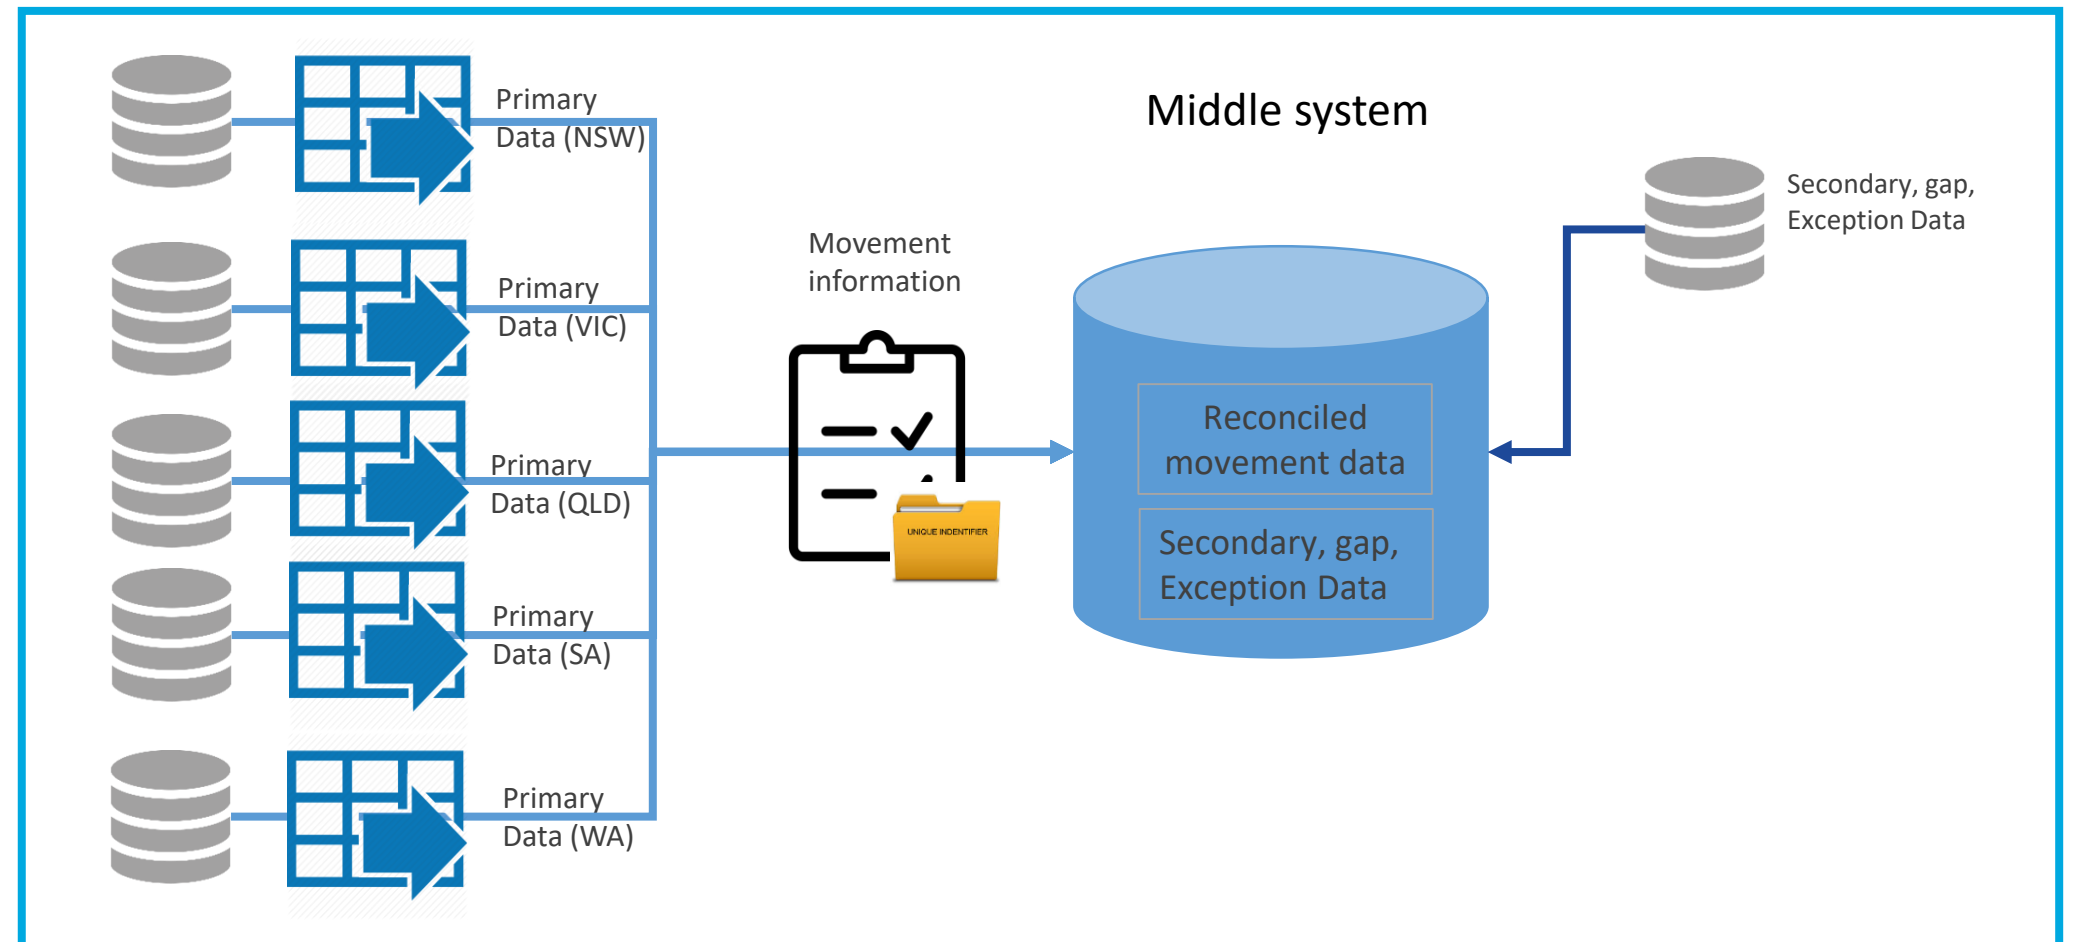 Primary
Data (NSW)
Middle system
Secondary, gap,
Exception Data
Movement
information
Primary
Data (VIC)
Reconciled
movement data
Primary
Data (QLD)
UNIQUE INDENTIFIER
Secondary, gap,
Exception Data
Primary
Data (SA)
Primary
Data (WA)